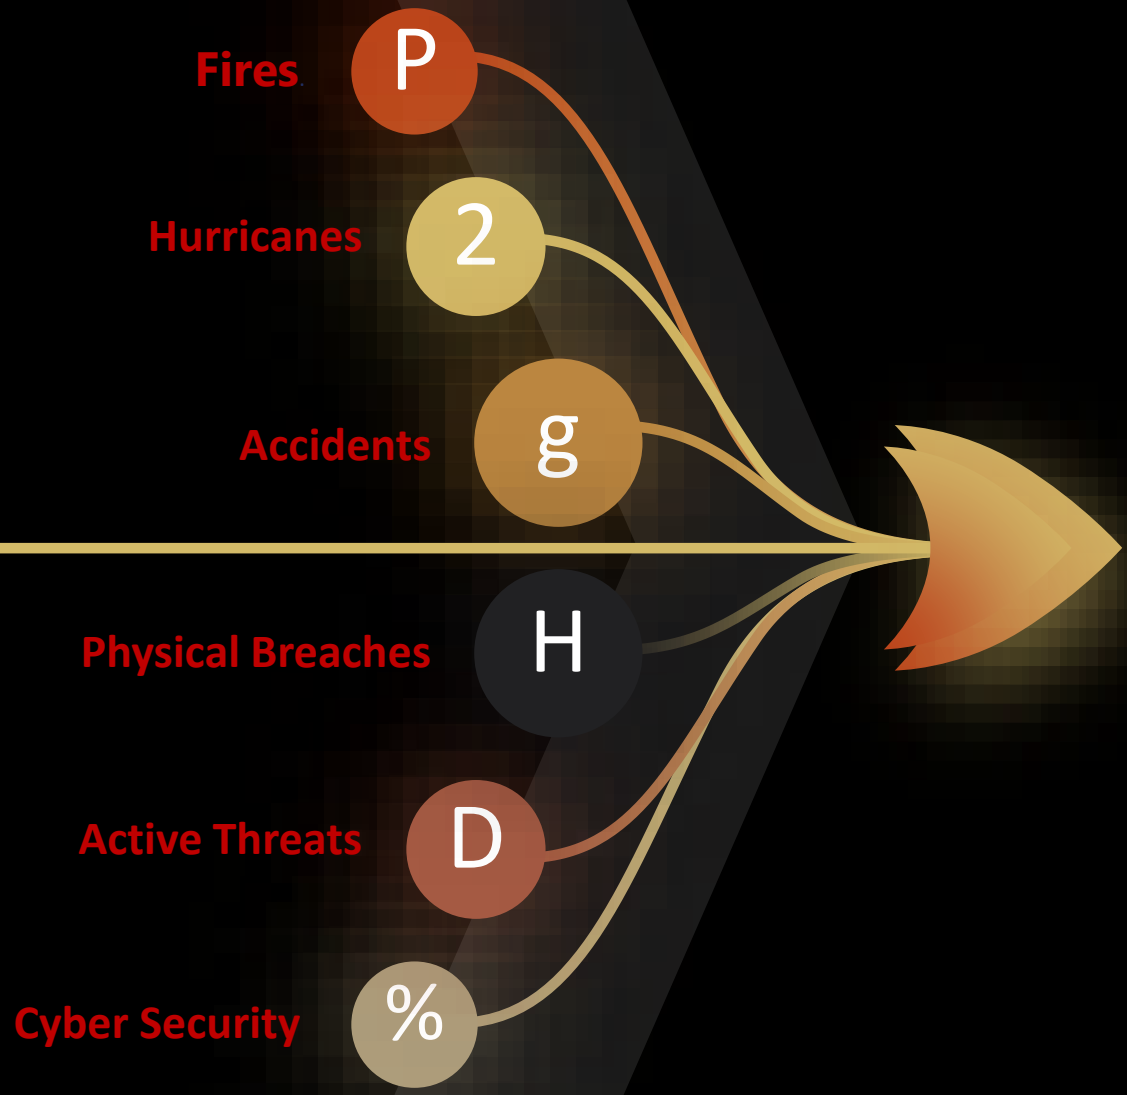 Fires.
P
Hurricanes
2
Accidents
g
Physical Breaches
H
Active Threats
D
Cyber Security
%